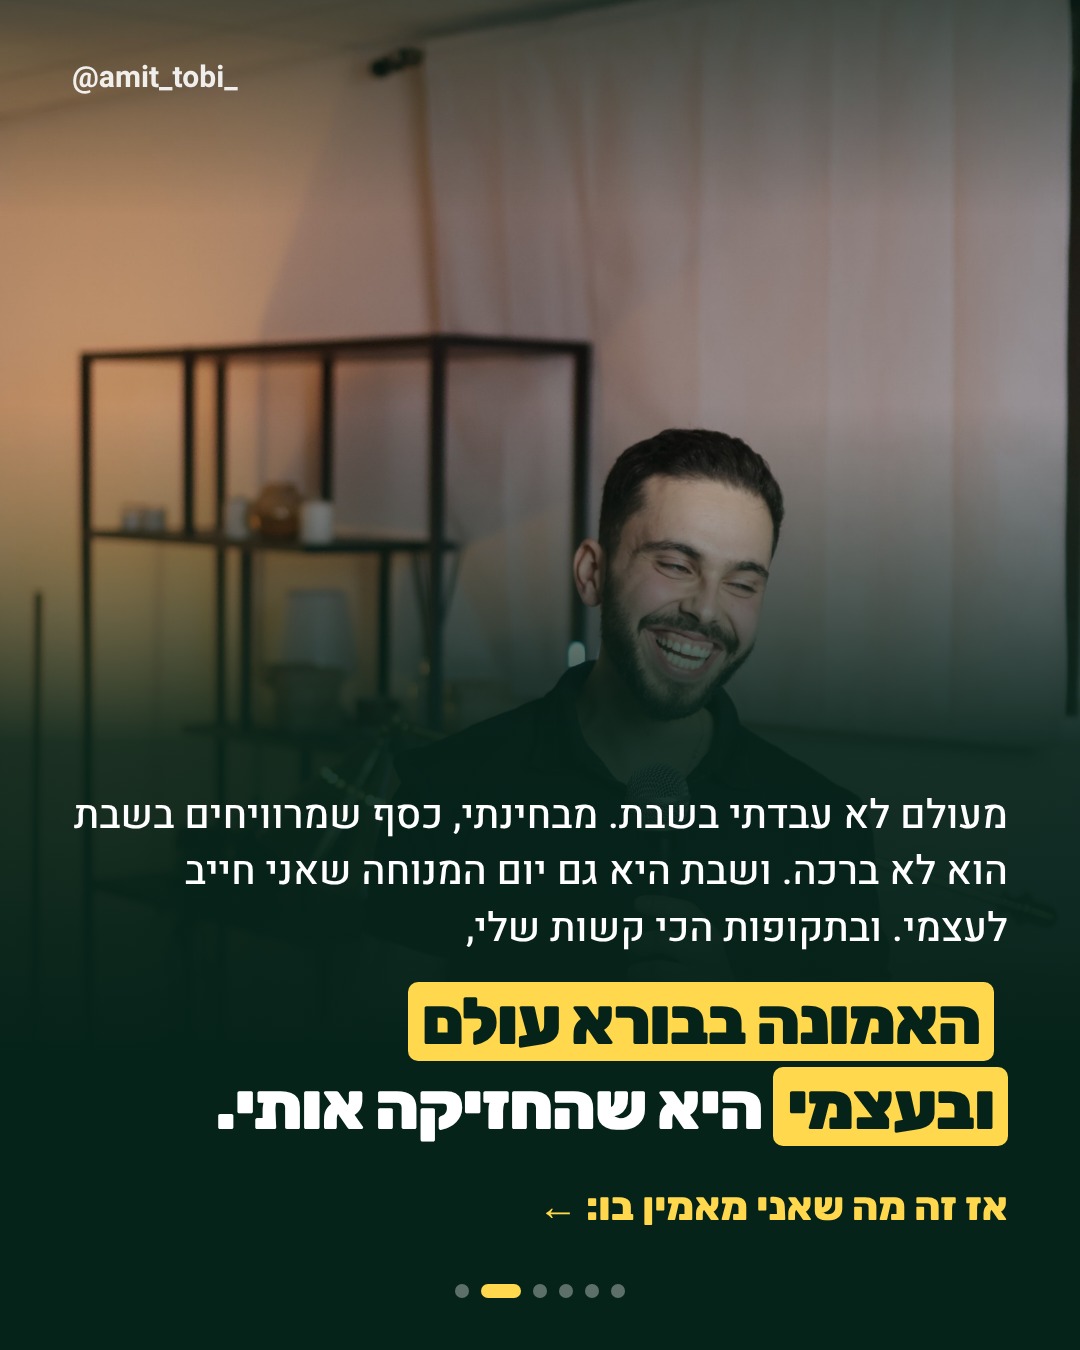 @amit_tobi_
מעולם לא עבדתי בשבת. מבחינתי, כסף שמרוויחים בשבת
הוא לא ברכה. ושבת היא גם יום המנוחה שאני חייב
לעצמי. ובתקופות הכי קשות שלי,
האמונה בבורא עולם
ובעצמי היא שהחזיקה אותי.
אז זה מה שאני מאמין בו: ←